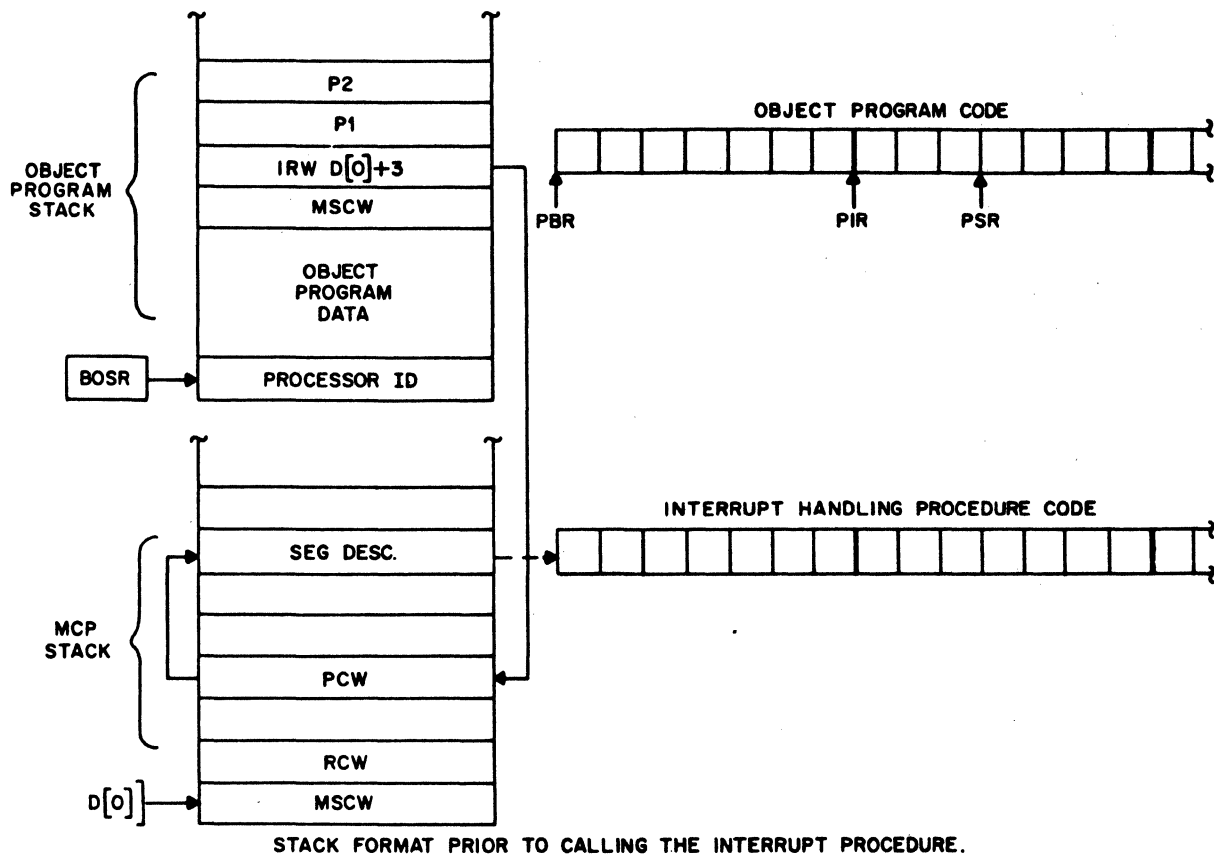 P2
P1
IRW D[0]+3
MSCW
OBJECT
PROGRAM
DATA
PROCESSOR ID
OBJECT
PROGRAM
STACK
BOSR
OBJECT PROGRAM CODE
PBR
PIR
PSR
INTERRUPT HANDLING PROCEDURE CODE
SEG DESC.
PCW
RCW
MSCW
MCP
STACK
D[0]
STACK FORMAT PRIOR TO CALLING THE INTERRUPT PROCEDURE.